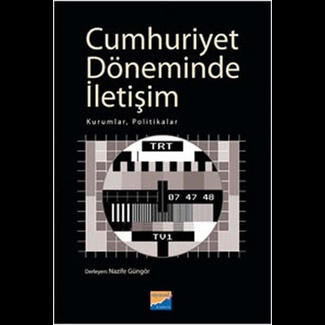 Cumhuriyet
Döneminde
İletişim
Kurumlar, Politikalar
TRT
07 47 48
TV1
Derleyen: Nazife Güngör